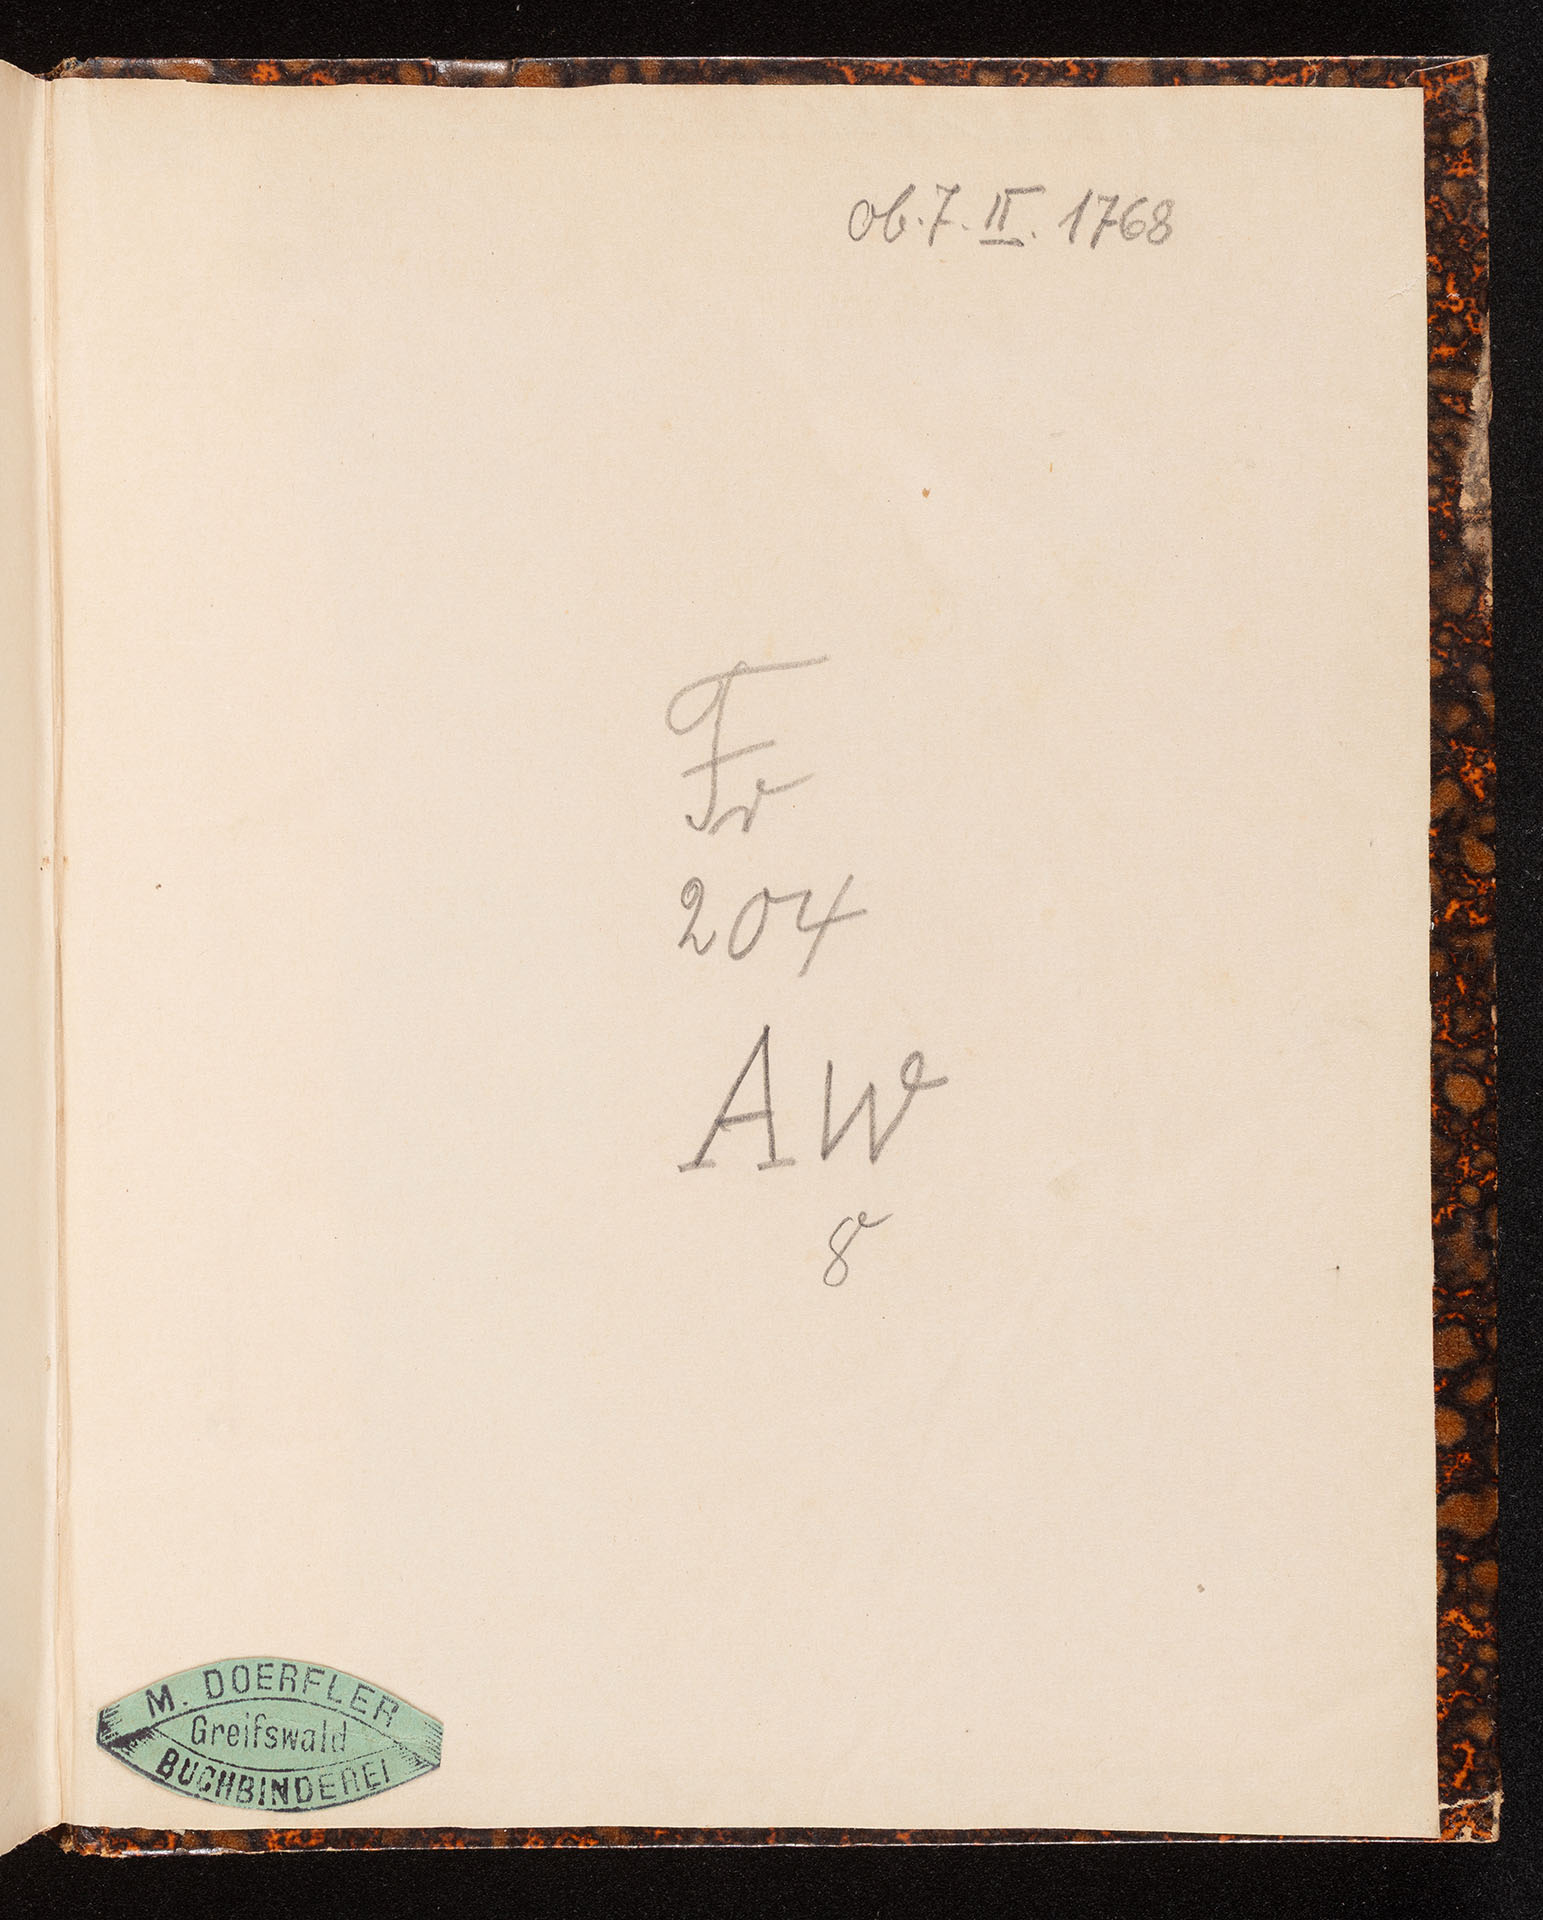 ob. 7. II. 1768
Fr
204
AW
8
M. DOERFLER
Greifswald
BUCHBINDEREI